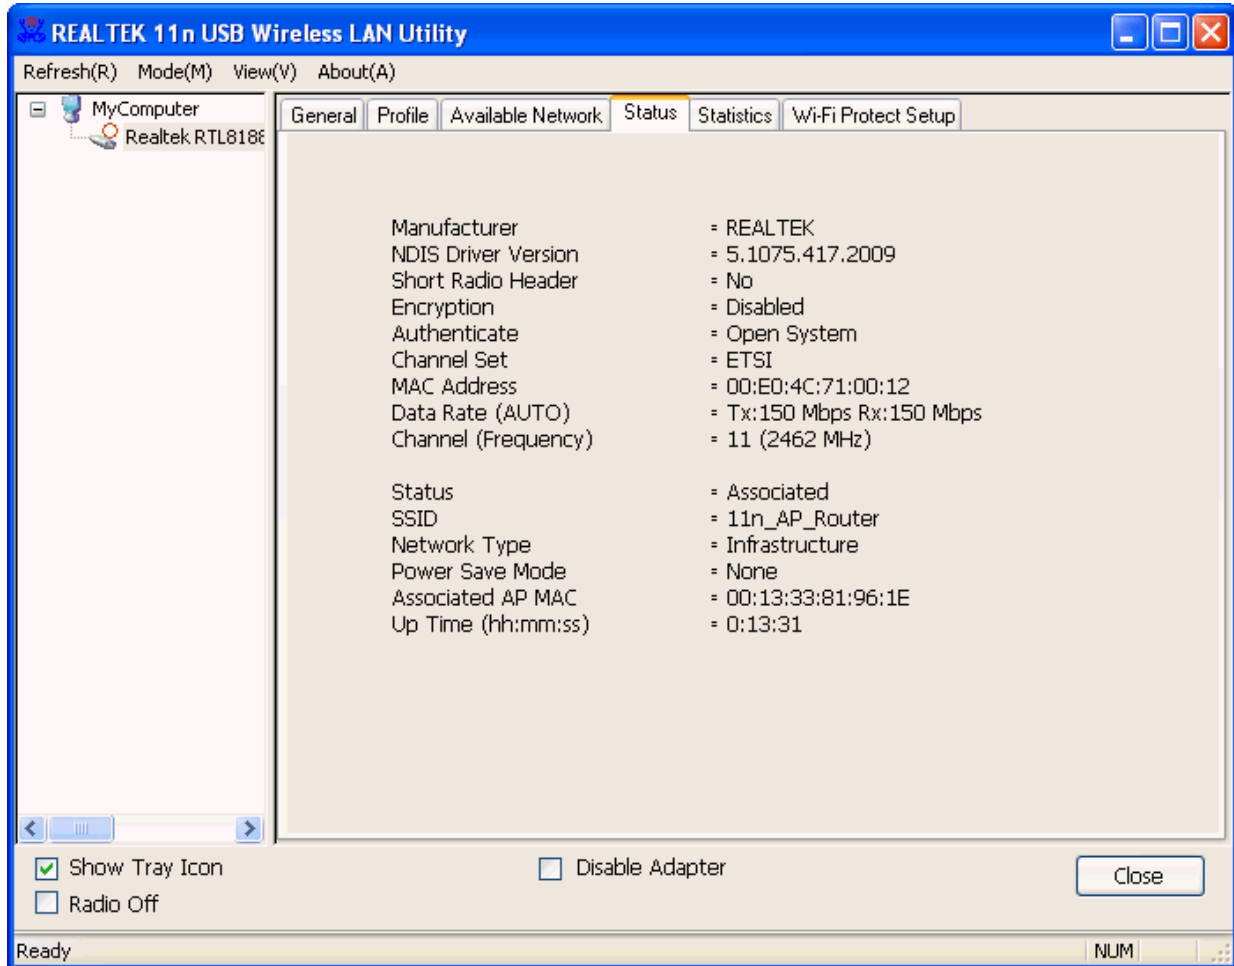 REALTEK 11n USB Wireless LAN Utility
Refresh(R) Mode(M) View(V) About(A)
MyComputer
Realtek RTL8188
General Profile Available Network Status Statistics Wi-Fi Protect Setup
Manufacturer = REALTEK
NDIS Driver Version = 5.1075.417.2009
Short Radio Header = No
Encryption = Disabled
Authenticate = Open System
Channel Set = ETSI
MAC Address = 00:E0:4C:71:00:12
Data Rate (AUTO) = Tx:150 Mbps Rx:150 Mbps
Channel (Frequency) = 11 (2462 MHz)
Status = Associated
SSID = 11n_AP_Router
Network Type = Infrastructure
Power Save Mode = None
Associated AP MAC = 00:13:33:81:96:1E
Up Time (hh:mm:ss) = 0:13:31
Show Tray Icon
Disable Adapter
Close
Radio Off
Ready
NUM